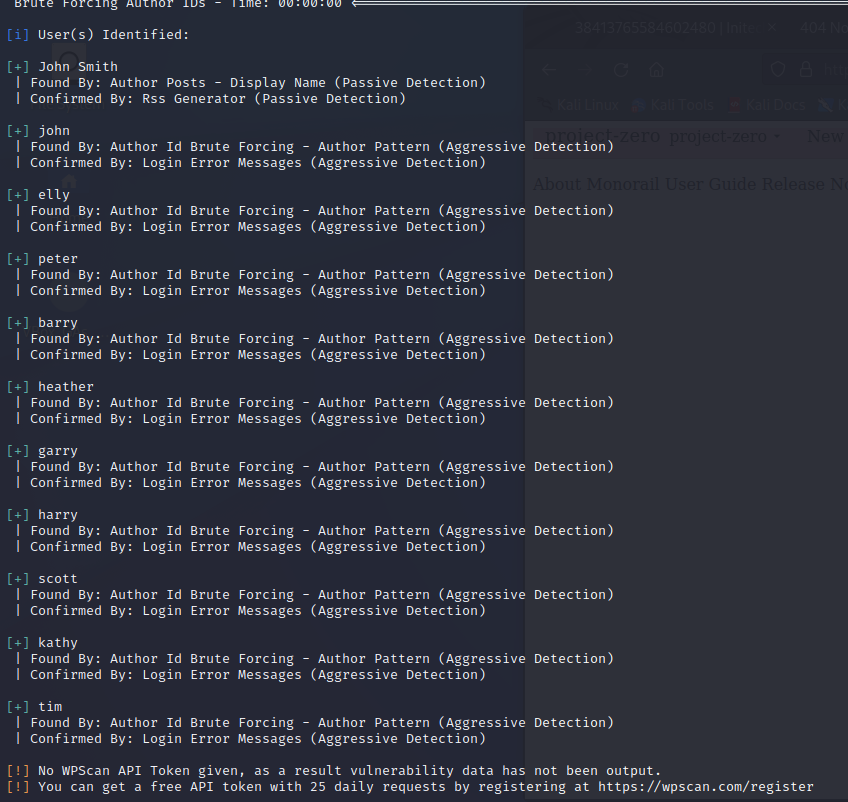 Brute Forcing Author IDs - Time: 00:00:00
[i] User(s) Identified:
[+] John Smith
| Found By: Author Posts - Display Name (Passive Detection)
| Confirmed By: Rss Generator (Passive Detection)
[+] john
| Found By: Author Id Brute Forcing - Author Pattern (Aggressive Detection)
| Confirmed By: Login Error Messages (Aggressive Detection)
[+] elly
| Found By: Author Id Brute Forcing - Author Pattern (Aggressive Detection)
| Confirmed By: Login Error Messages (Aggressive Detection)
[+] peter
| Found By: Author Id Brute Forcing - Author Pattern (Aggressive Detection)
| Confirmed By: Login Error Messages (Aggressive Detection)
[+] barry
| Found By: Author Id Brute Forcing - Author Pattern (Aggressive Detection)
| Confirmed By: Login Error Messages (Aggressive Detection)
[+] heather
| Found By: Author Id Brute Forcing - Author Pattern (Aggressive Detection)
| Confirmed By: Login Error Messages (Aggressive Detection)
[+] garry
| Found By: Author Id Brute Forcing - Author Pattern (Aggressive Detection)
| Confirmed By: Login Error Messages (Aggressive Detection)
[+] harry
| Found By: Author Id Brute Forcing - Author Pattern (Aggressive Detection)
| Confirmed By: Login Error Messages (Aggressive Detection)
[+] scott
| Found By: Author Id Brute Forcing - Author Pattern (Aggressive Detection)
| Confirmed By: Login Error Messages (Aggressive Detection)
[+] kathy
| Found By: Author Id Brute Forcing - Author Pattern (Aggressive Detection)
| Confirmed By: Login Error Messages (Aggressive Detection)
[+] tim
| Found By: Author Id Brute Forcing - Author Pattern (Aggressive Detection)
| Confirmed By: Login Error Messages (Aggressive Detection)
[!] No WPScan API Token given, as a result vulnerability data has not been output.
[!] You can get a free API token with 25 daily requests by registering at https://wpscan.com/register
38413765584602480 | 404
Kali Linux Kali Tools Kali Docs
project-zero project-zero New
About Monorail User Guide Release